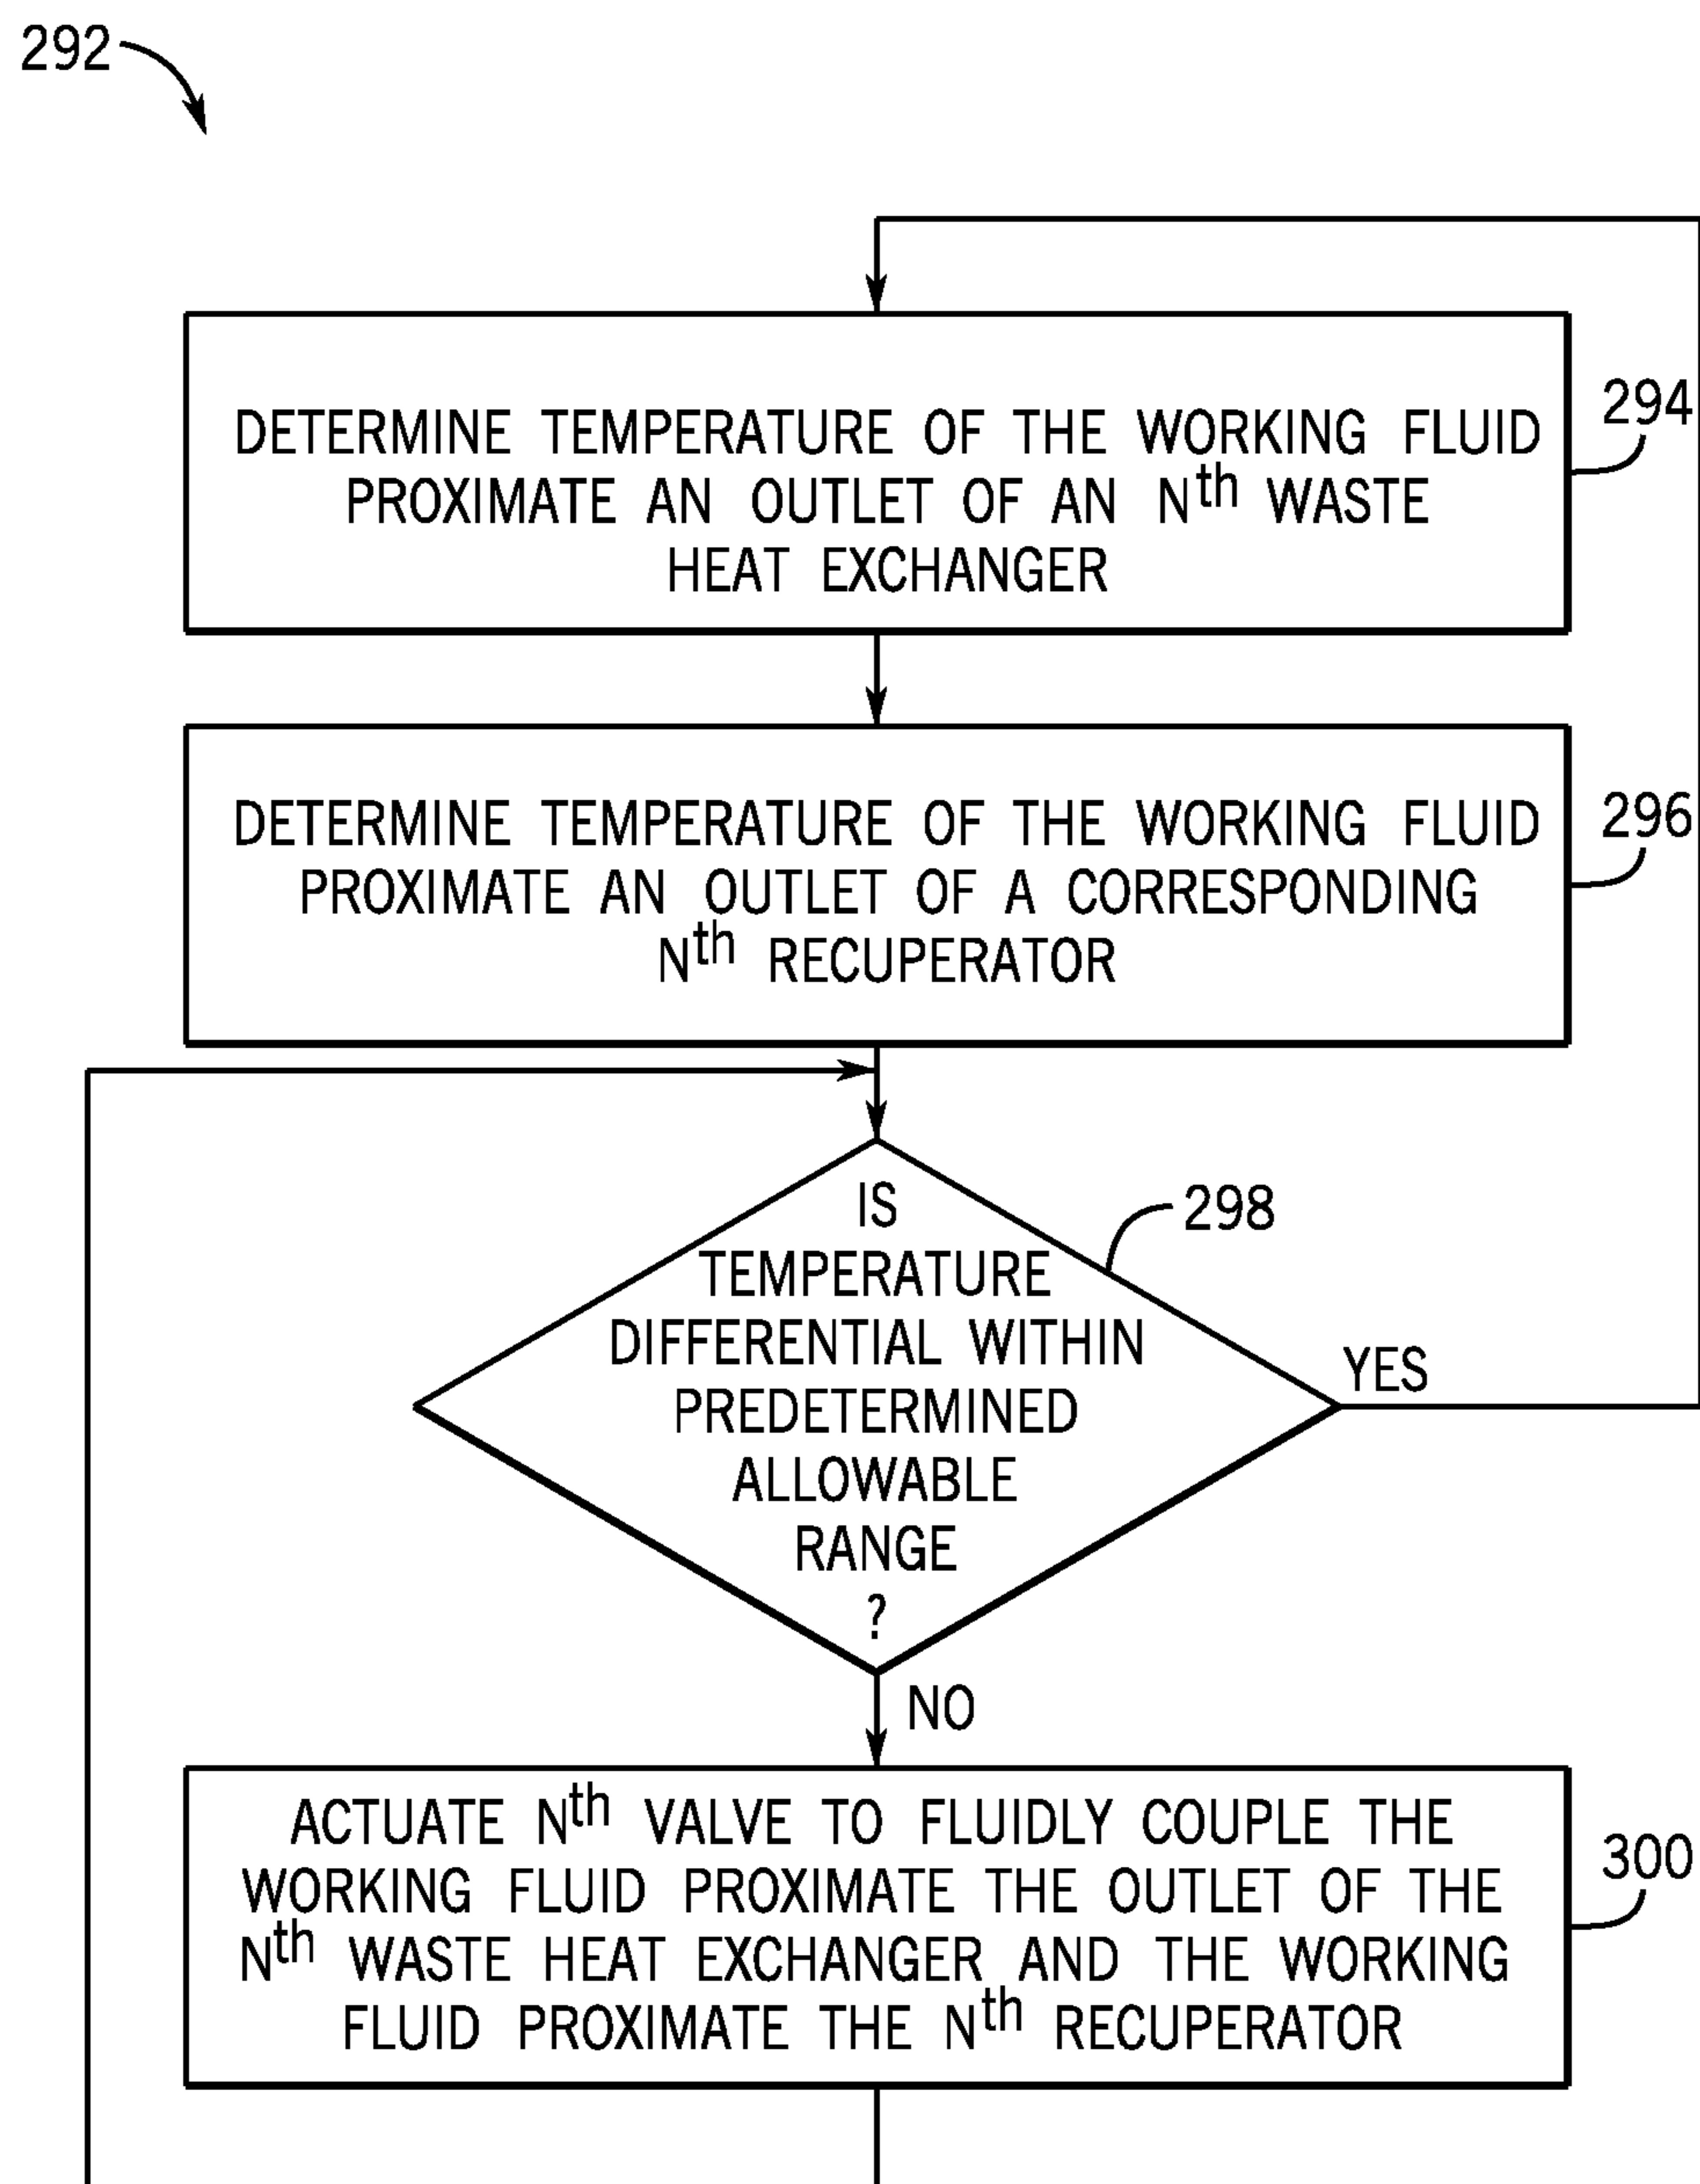 292
DETERMINE TEMPERATURE OF THE WORKING FLUID
PROXIMATE AN OUTLET OF AN Nth WASTE
HEAT EXCHANGER
294
DETERMINE TEMPERATURE OF THE WORKING FLUID
PROXIMATE AN OUTLET OF A CORRESPONDING
Nth RECUPERATOR
296
IS
TEMPERATURE
DIFFERENTIAL WITHIN
PREDETERMINED
ALLOWABLE
RANGE
?
298
YES
NO
ACTUATE Nth VALVE TO FLUIDLY COUPLE THE
WORKING FLUID PROXIMATE THE OUTLET OF THE
Nth WASTE HEAT EXCHANGER AND THE WORKING
FLUID PROXIMATE THE Nth RECUPERATOR
300